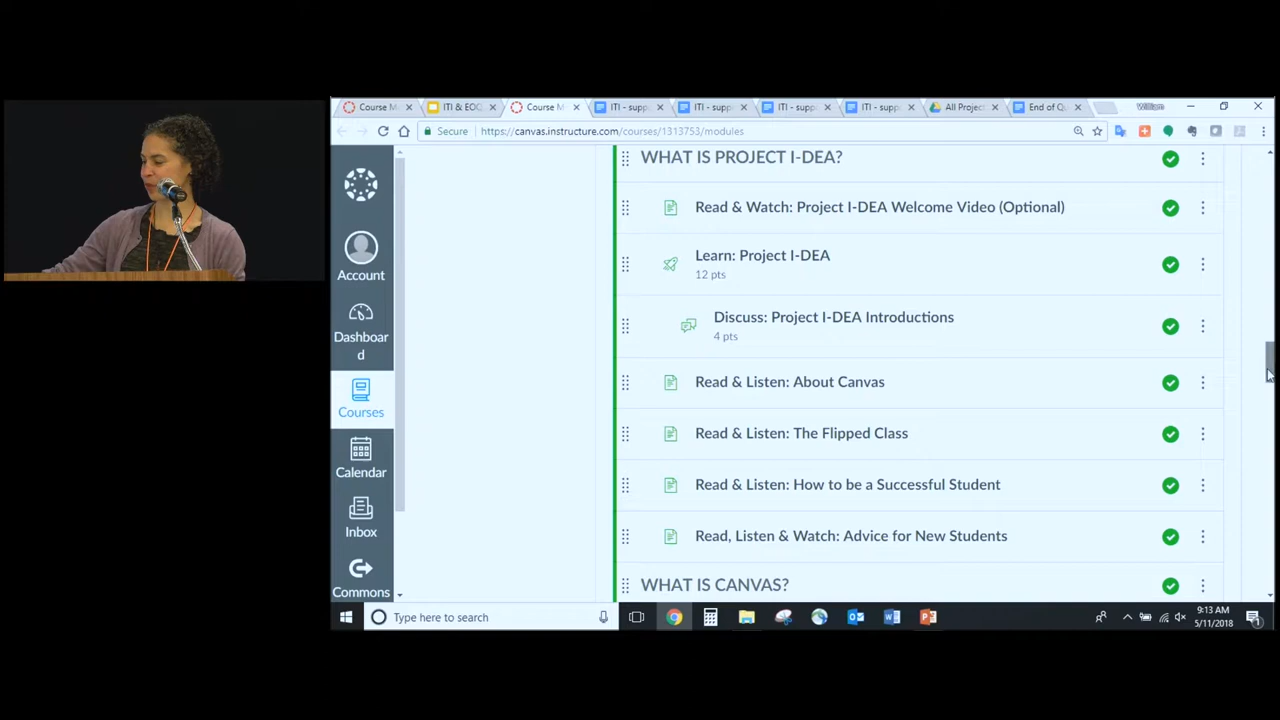 Course M
ITI & EOQ
Course M
ITI - supp
ITI - supp
ITI - supp
ITI - supp
All Projec
End of Q
William
Secure
https://canvas.instructure.com/courses/1313753/modules
Account
Dashboar
d
Courses
Calendar
Inbox
Commons
WHAT IS PROJECT I-DEA?
Read & Watch: Project I-DEA Welcome Video (Optional)
Learn: Project I-DEA
12 pts
Discuss: Project I-DEA Introductions
4 pts
Read & Listen: About Canvas
Read & Listen: The Flipped Class
Read & Listen: How to be a Successful Student
Read, Listen & Watch: Advice for New Students
WHAT IS CANVAS?
Type here to search
9:13 AM
5/11/2018